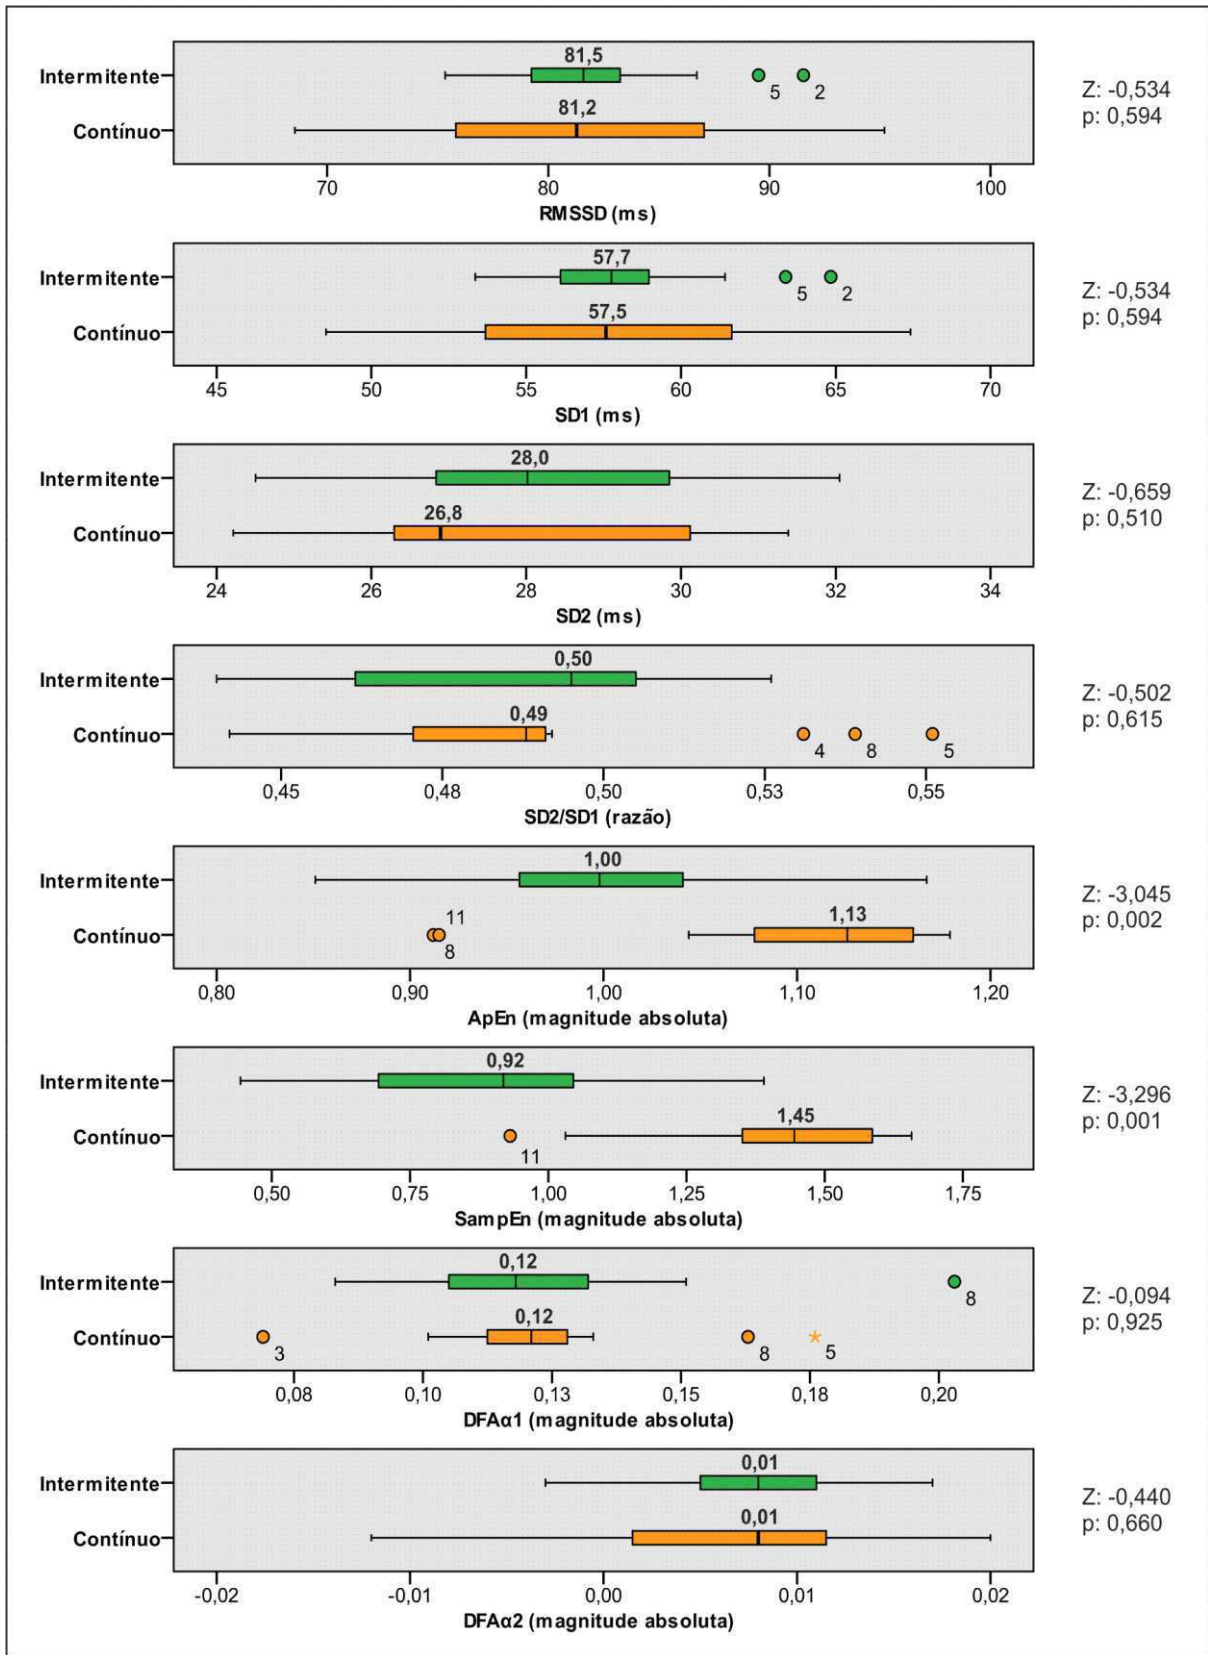 81,5
Intermitente
5 2
81,2
Contínuo
Z: -0,534
p: 0,594
70 80 90 100
RMSSD (ms)
57,7
Intermitente
5 2
57,5
Contínuo
Z: -0,534
p: 0,594
45 50 55 60 65 70
SD1 (ms)
28,0
Intermitente
26,8
Contínuo
Z: -0,659
p: 0,510
24 26 28 30 32 34
SD2 (ms)
0,50
Intermitente
0,49
Contínuo
4 8 5
Z: -0,502
p: 0,615
0,45 0,48 0,50 0,53 0,55
SD2/SD1 (razão)
1,00
Intermitente
11 1,13
Contínuo
8
Z: -3,045
p: 0,002
0,80 0,90 1,00 1,10 1,20
ApEn (magnitude absoluta)
0,92
Intermitente
1,45
Contínuo
11
Z: -3,296
p: 0,001
0,50 0,75 1,00 1,25 1,50 1,75
SampEn (magnitude absoluta)
0,12
Intermitente
8
0,12
Contínuo
3 8 5
Z: -0,094
p: 0,925
0,08 0,10 0,13 0,15 0,18 0,20
DFAα1 (magnitude absoluta)
0,01
Intermitente
0,01
Contínuo
Z: -0,440
p: 0,660
-0,02 -0,01 0,00 0,01 0,02
DFAα2 (magnitude absoluta)